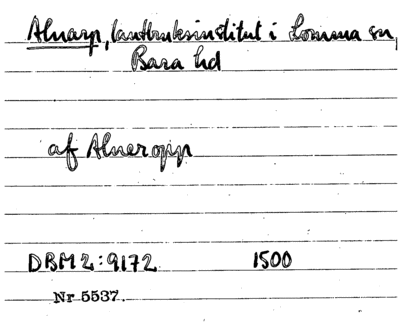 Alnarp, lantbruksinstitut i Lomma sn,
Bara hd
af Alneropp
DBM 2:9172 1500
Nr 5537.